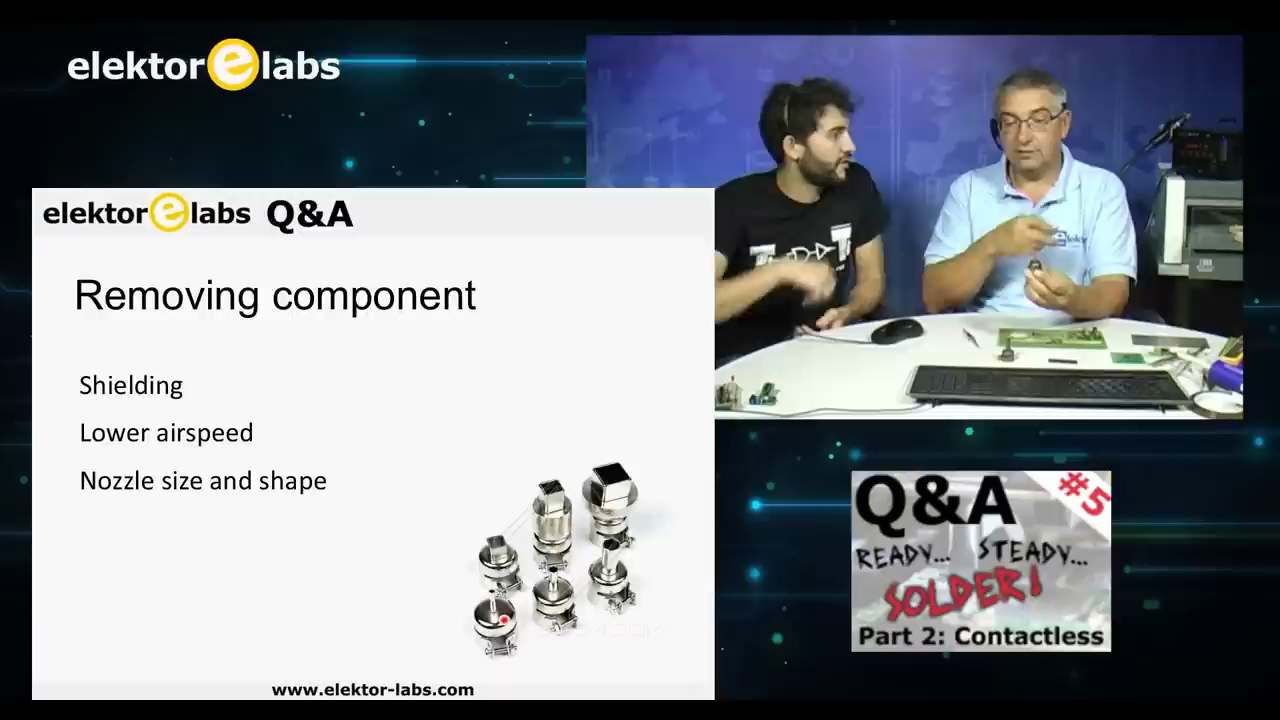 elektor e labs
elektor e labs Q&A
Removing component
Shielding
Lower airspeed
Nozzle size and shape
www.elektor-labs.com
Q&A
#5
READY... STEADY...
SOLDER!
Part 2: Contactless